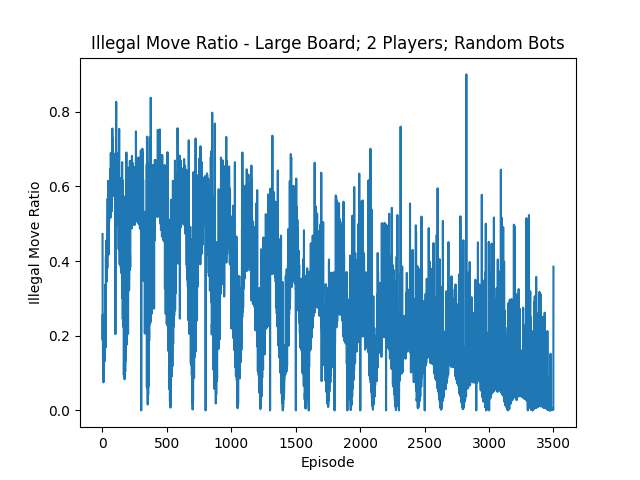 Illegal Move Ratio - Large Board; 2 Players; Random Bots
Illegal Move Ratio
0.8
0.6
0.4
0.2
0.0
0 500 1000 1500 2000 2500 3000 3500
Episode